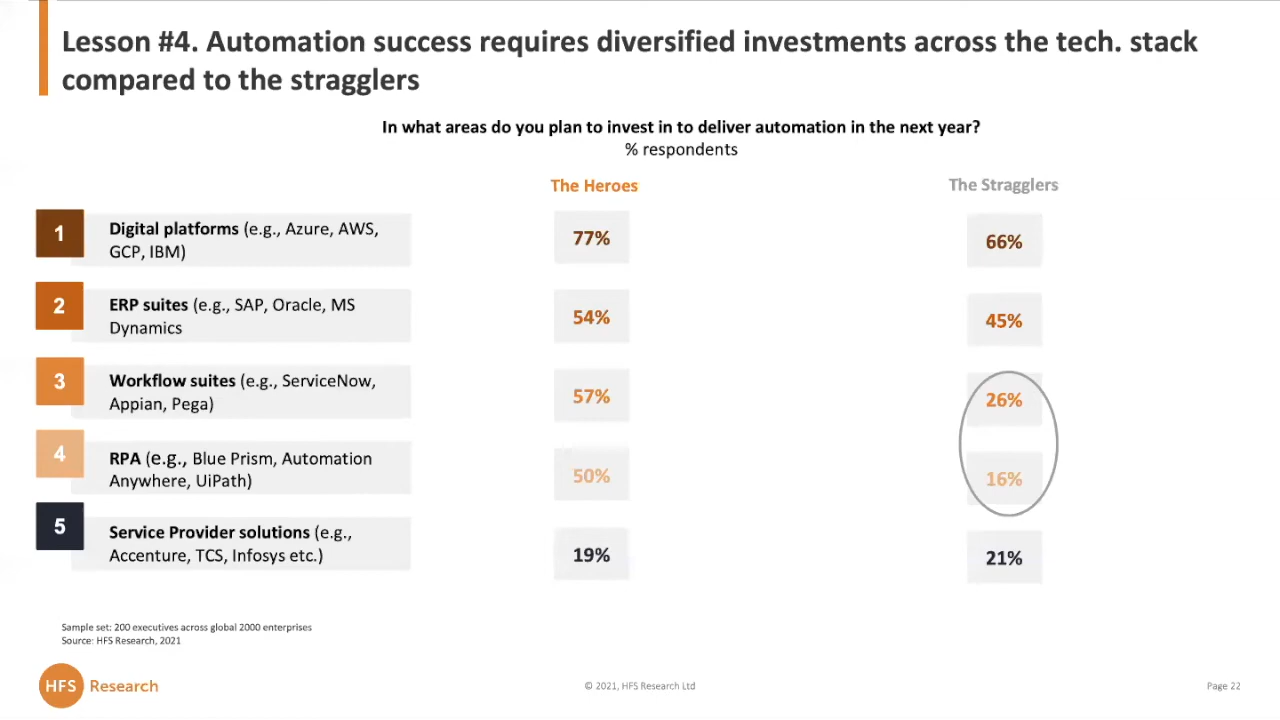 Lesson #4. Automation success requires diversified investments across the tech. stack
compared to the stragglers
In what areas do you plan to invest in to deliver automation in the next year?
% respondents
The Heroes
The Stragglers
1
Digital platforms (e.g., Azure, AWS,
GCP, IBM)
77%
66%
2
ERP suites (e.g., SAP, Oracle, MS
Dynamics
54%
45%
3
Workflow suites (e.g., ServiceNow,
Appian, Pega)
57%
26%
4
RPA (e.g., Blue Prism, Automation
Anywhere, UiPath)
50%
16%
5
Service Provider solutions (e.g.,
Accenture, TCS, Infosys etc.)
19%
21%
Sample set: 200 executives across global 2000 enterprises
Source: HFS Research, 2021
HFS Research
© 2021, HFS Research Ltd
Page 22